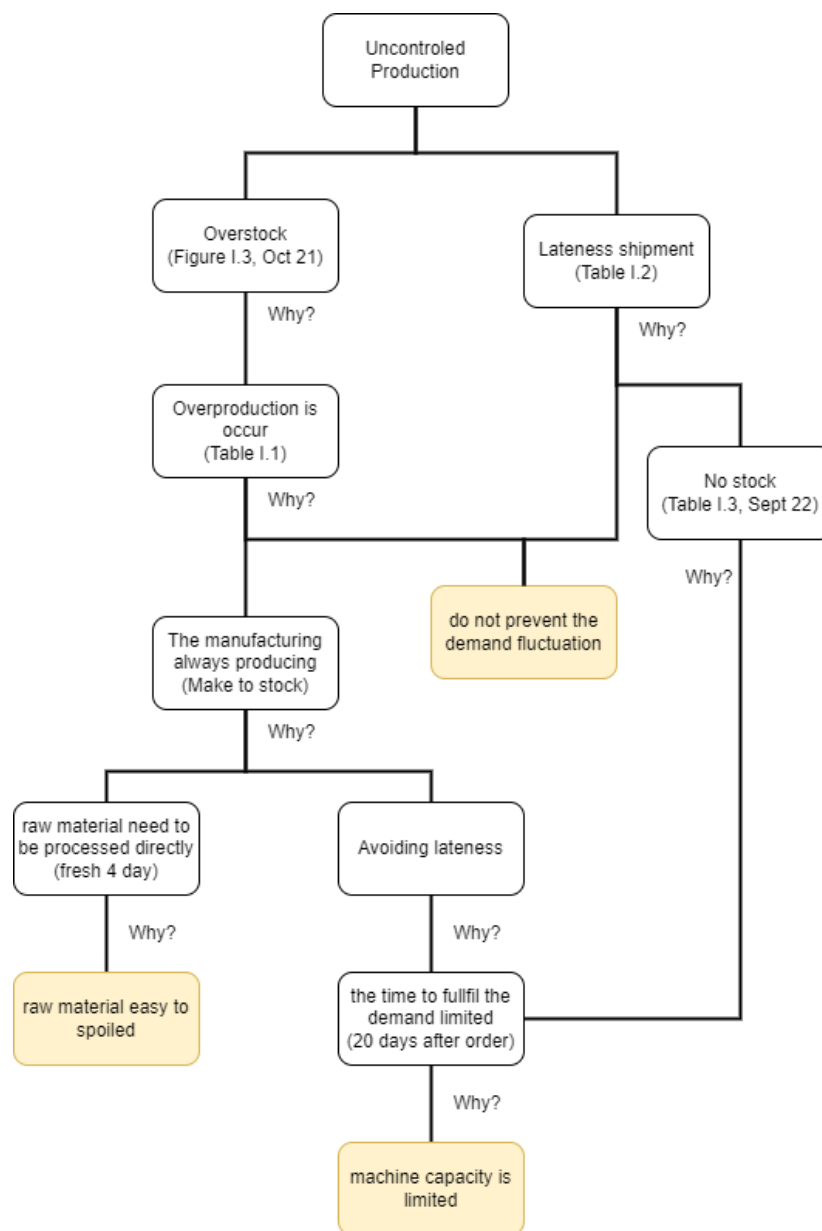 Uncontroled
Production
Overstock
(Figure I.3, Oct 21)
Lateness shipment
(Table I.2)
Why?
Why?
Overproduction is
occur
(Table I.1)
No stock
(Table I.3, Sept 22)
Why?
Why?
do not prevent the
demand fluctuation
The manufacturing
always producing
(Make to stock)
Why?
raw material need to
be processed directly
(fresh 4 day)
Avoiding lateness
Why?
Why?
raw material easy to
spoiled
the time to fullfil the
demand limited
(20 days after order)
Why?
machine capacity is
limited